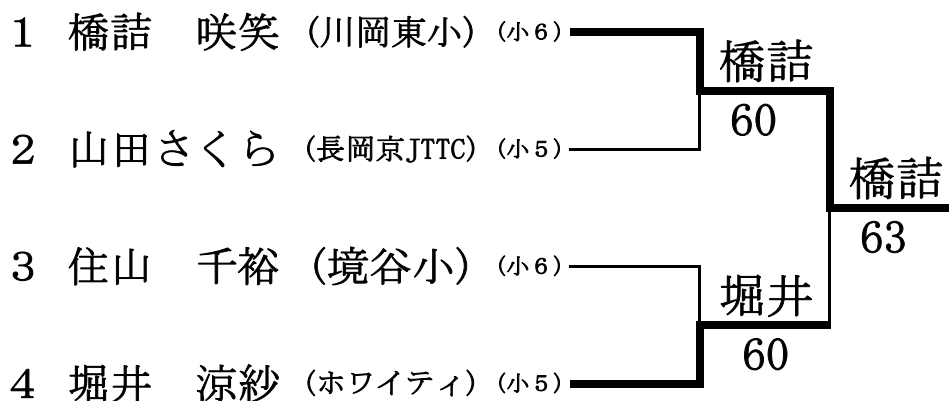 1 橋詰 咲笑 (川岡東小) (小6)
橋詰
60
2 山田さくら (長岡京JTTC) (小5)
橋詰
63
3 住山 千裕 (境谷小) (小6)
堀井
60
4 堀井 涼紗 (ホワイティ) (小5)